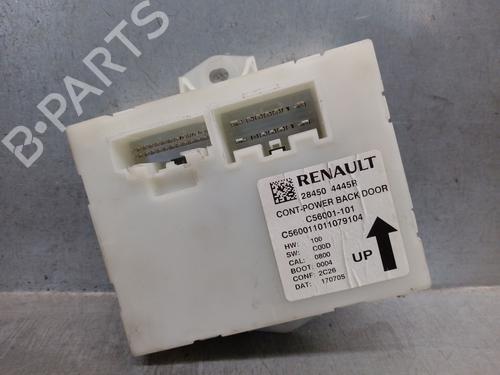 B-PARTS
RENAULT
28450 4445R
CONT-POWER BACK DOOR
C56001-101
C560011011079104
HW: 100
SW: C00D
CAL: 0800
BOOT: 0004
CONF: 2C26
DAT: 170705
UP